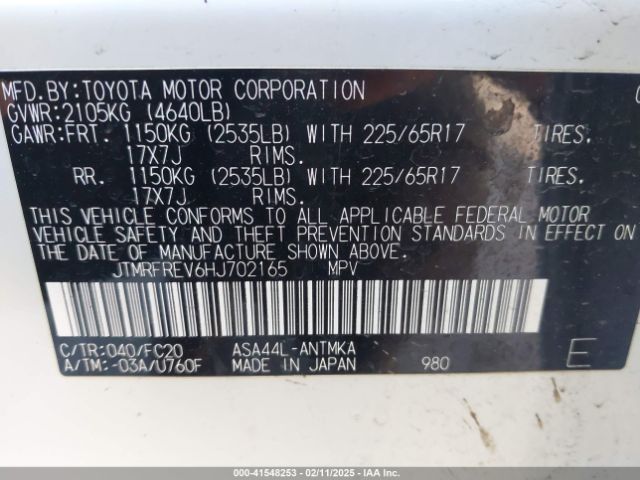 MFD.BY:TOYOTA MOTOR CORPORATION
GVWR:2105KG (4640LB)
GAWR:FRT. 1150KG (2535LB) WITH 225/65R17 TIRES.
17X7J RIMS.
RR. 1150KG (2535LB) WITH 225/65R17 TIRES.
17X7J RIMS.
THIS VEHICLE CONFORMS TO ALL APPLICABLE FEDERAL MOTOR
VEHICLE SAFETY AND THEFT PREVENTION STANDARDS IN EFFECT ON
THE DATE OF MANUFACTURE SHOWN ABOVE.
JTMRFREV6HJ702165 MPV
C/TR:040/FC20 ASA44L-ANTMKA
A/TM:-03A/U760F MADE IN JAPAN 980 E
000-41548253 - 02/11/2025 - IAA Inc.